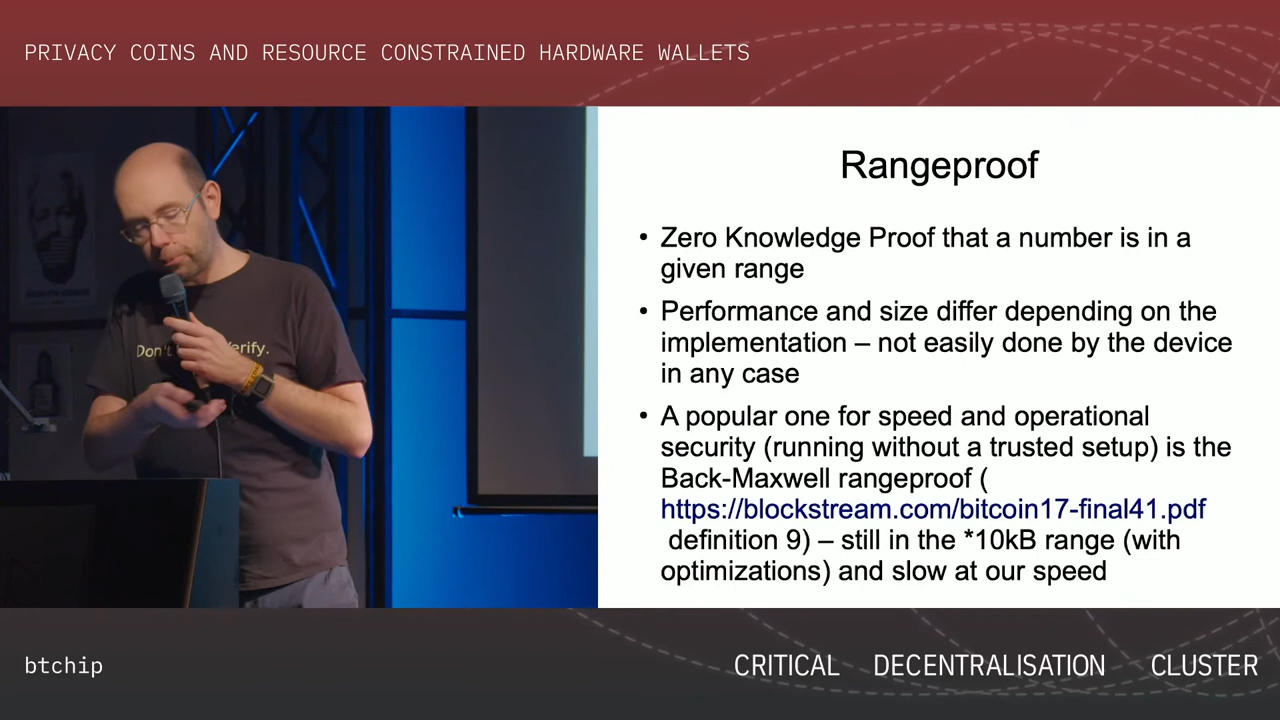 PRIVACY COINS AND RESOURCE CONSTRAINED HARDWARE WALLETS
Don't Verify.
Rangeproof
• Zero Knowledge Proof that a number is in a
given range
• Performance and size differ depending on the
implementation – not easily done by the device
in any case
• A popular one for speed and operational
security (running without a trusted setup) is the
Back-Maxwell rangeproof (
https://blockstream.com/bitcoin17-final41.pdf
definition 9) – still in the *10kB range (with
optimizations) and slow at our speed
btchip
CRITICAL DECENTRALISATION CLUSTER